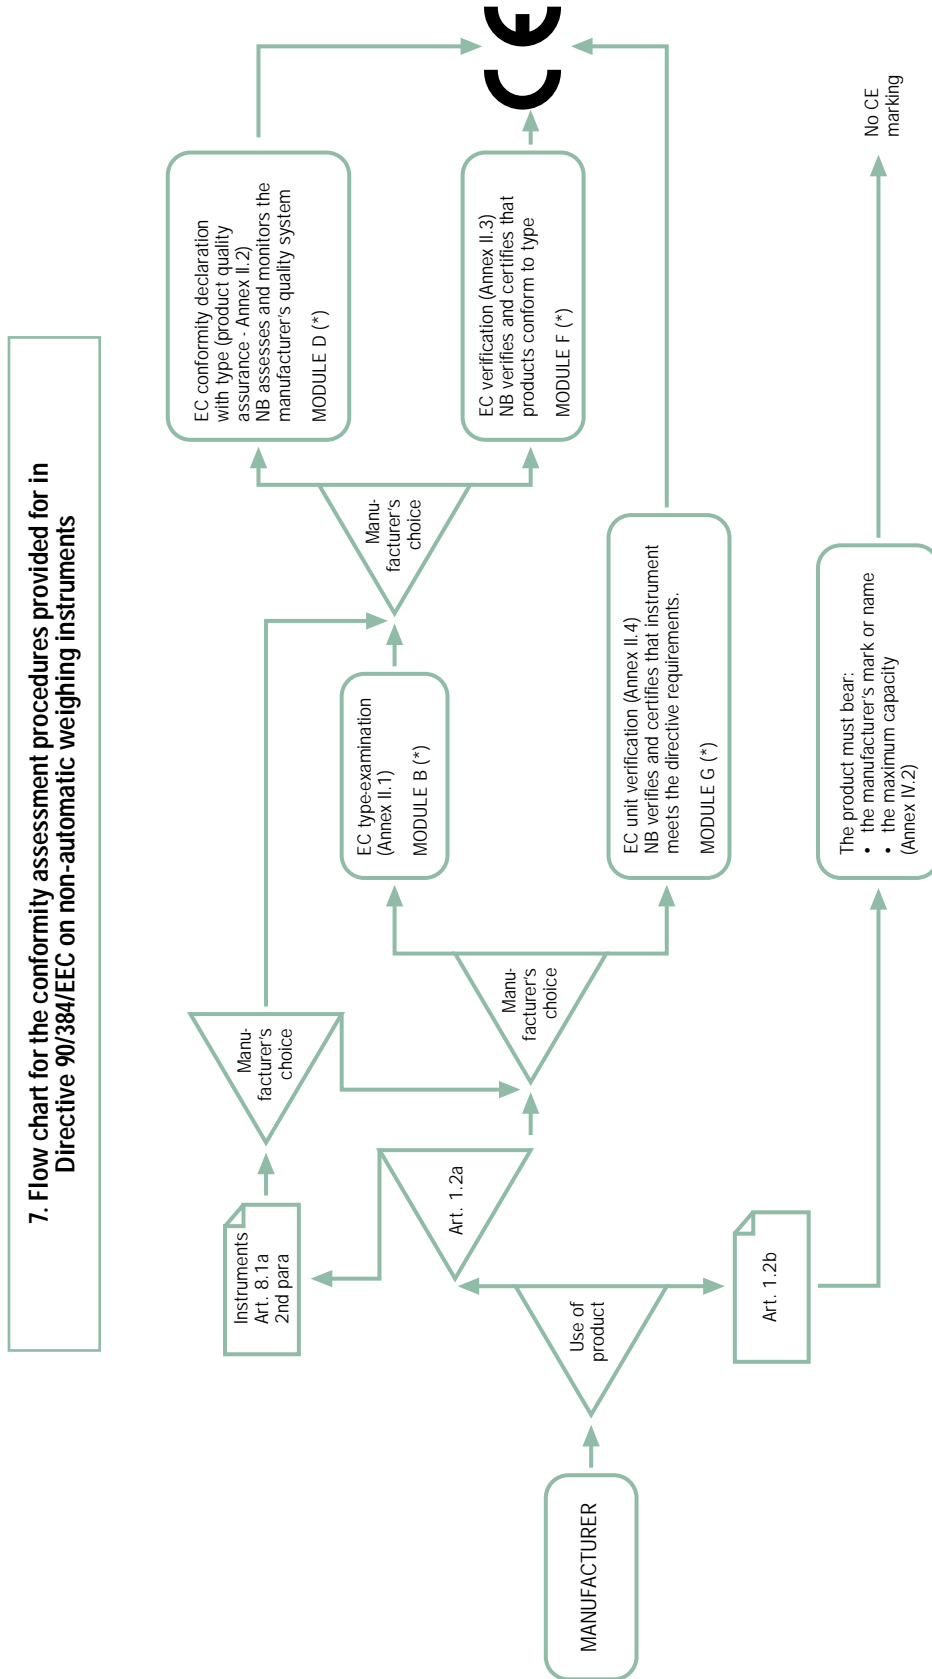 7. Flow chart for the conformity assessment procedures provided for in
Directive 90/384/EEC on non-automatic weighing instruments
MANUFACTURER
Use of
product
Art. 1.2a
Art. 1.2b
Instruments
Art. 8.1a
2nd para
Manu-
facturer's
choice
Manu-
facturer's
choice
EC type-examination
(Annex II.1)
MODULE B (*)
EC unit verification (Annex II.4)
NB verifies and certifies that instrument
meets the directive requirements.
MODULE G (*)
The product must bear:
• the manufacturer's mark or name
• the maximum capacity
(Annex IV.2)
Manu-
facturer's
choice
EC conformity declaration
with type (product quality
assurance - Annex II.2)
NB assesses and monitors the
manufacturer's quality system
MODULE D (*)
EC verification (Annex II.3)
NB verifies and certifies that
products conform to type
MODULE F (*)
CE
No CE
marking